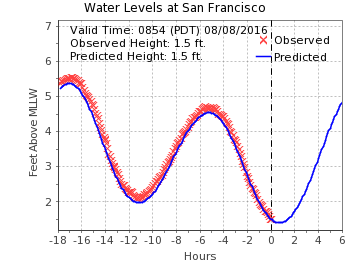 Water Levels at San Francisco
Valid Time: 0854 (PDT) 08/08/2016
Observed Height: 1.5 ft.
Predicted Height: 1.5 ft.
Observed
Predicted
Feet Above MLLW
7
6
5
4
3
2
-18 -16 -14 -12 -10 -8 -6 -4 -2 0 2 4 6
Hours